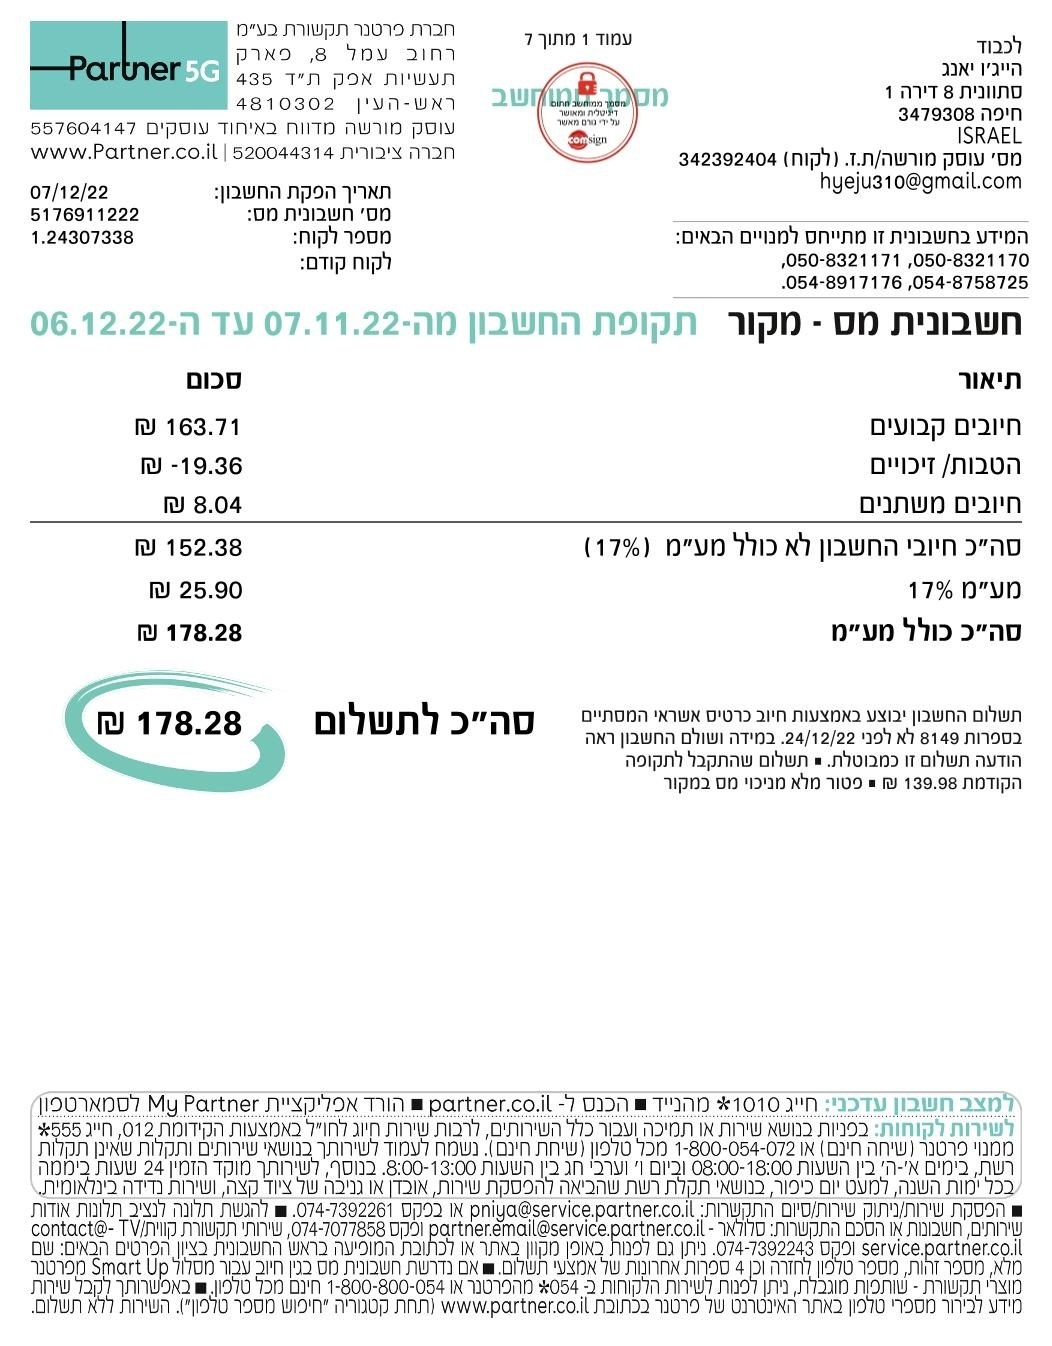 Partner 5G
חברת פרטנר תקשורת בע״מ
רחוב עמל 8, פארק
תעשיות אפק ת״ד 435
ראש-העין 4810302
עוסק מורשה מדווח באיחוד עוסקים 557604147
חברה ציבורית 520044314 | www.Partner.co.il
תאריך הפקת החשבון: 07/12/22
מס׳ חשבונית מס: 5176911222
מספר לקוח: 1.24307338
לקוח קודם:
עמוד 1 מתוך 7
מסמך ממוחשב
מסמך ממוחשב חתום
דיגיטלית ומאושר
על ידי גורם מאשר
comsign
לכבוד
הייג׳ו יאנג
סתוונית 8 דירה 1
חיפה 3479308
ISRAEL
מס׳ עוסק מורשה/ת.ז. (לקוח) 342392404
hyeju310@gmail.com
המידע בחשבונית זו מתייחס למנויים הבאים:
050-8321170, 050-8321171,
054-8758725, 054-8917176.
חשבונית מס - מקור תקופת החשבון מה-07.11.22 עד ה-06.12.22
תיאור סכום
חיובים קבועים 163.71 ₪
הטבות/ זיכויים -19.36 ₪
חיובים משתנים 8.04 ₪
סה״כ חיובי החשבון לא כולל מע״מ (17%) 152.38 ₪
מע״מ 17% 25.90 ₪
סה״כ כולל מע״מ 178.28 ₪
סה״כ לתשלום 178.28 ₪
תשלום החשבון יבוצע באמצעות חיוב כרטיס אשראי המסתיים
בספרות 8149 לא לפני 24/12/22. במידה ושולם החשבון ראה
הודעת תשלום זו כמבוטלת. ■ תשלום שהתקבל לתקופה
הקודמת 139.98 ₪ ■ פטור מלא מניכוי מס במקור
למצב חשבון עדכני: חייג 1010* מהנייד ■ הכנס ל- partner.co.il ■ הורד אפליקציית My Partner לסמארטפון
לשירות לקוחות: בפניות בנושא שירות או תמיכה ועבור כלל השירותים, לרבות שירות חיוג לחו״ל באמצעות הקידומת 012, חייג 555*
ממנוי פרטנר (שיחה חינם) או 1-800-054-072 מכל טלפון (שיחת חינם). נשמח לעמוד לשירותך בנושאי שירותים ותקלות שאינן תקלות
רשת, בימים א׳-ה׳ בין השעות 08:00-18:00 וביום ו׳ וערבי חג בין השעות 8:00-13:00. בנוסף, לשירותך מוקד הזמין 24 שעות ביממה
בכל ימות השנה, למעט יום כיפור, בנושאי תקלת רשת שהביאה להפסקת שירות, אובדן או גניבה של ציוד קצה, ושירות נדידה בינלאומית.
■ הפסקת שירות/ניתוק שירות/סיום התקשרות: pniya@service.partner.co.il או בפקס 074-7392261. ■ להגשת תלונה לנציב תלונות אודות
שירותים, חשבונות או הסכם התקשרות: סלולאר - partner.email@service.partner.co.il ופקס 074-7077858, שירותי תקשורת קווית/TV -contact@
service.partner.co.il ופקס 074-7392243. ניתן גם לפנות באופן מקוון באתר או לכתובת המופיעה בראש החשבונית בציון הפרטים הבאים: שם
מלא, מספר זהות, מספר טלפון לחזרה וכן 4 ספרות אחרונות של אמצעי תשלום. ■ אם נדרשת חשבונית מס בגין חיוב עבור מסלול Smart Up מפרטנר
מוצרי תקשורת - שותפות מוגבלת, ניתן לפנות לשירות הלקוחות ב- 054* מהפרטנר או 1-800-800-054 חינם מכל טלפון. ■ באפשרותך לקבל שירות
מידע לבירור מספרי טלפון באתר האינטרנט של פרטנר בכתובת www.partner.co.il (תחת קטגוריה ״חיפוש מספר טלפון״). השירות ללא תשלום.